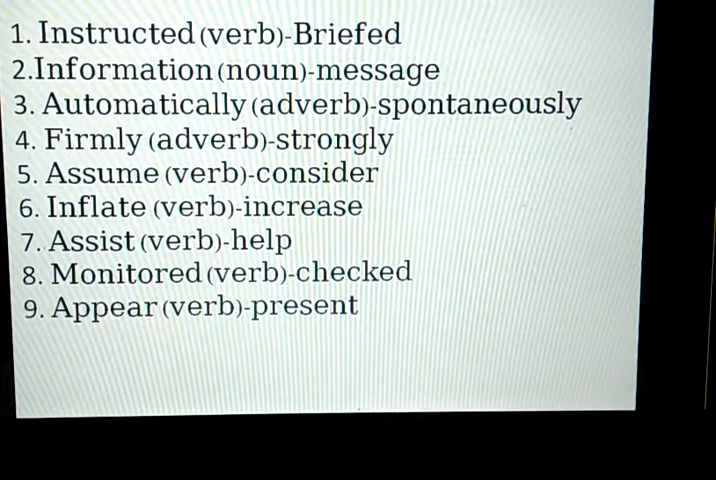 1. Instructed (verb)-Briefed
2.Information (noun)-message
3. Automatically (adverb)-spontaneously
4. Firmly (adverb)-strongly
5. Assume (verb)-consider
6. Inflate (verb)-increase
7. Assist (verb)-help
8. Monitored (verb)-checked
9. Appear (verb)-present